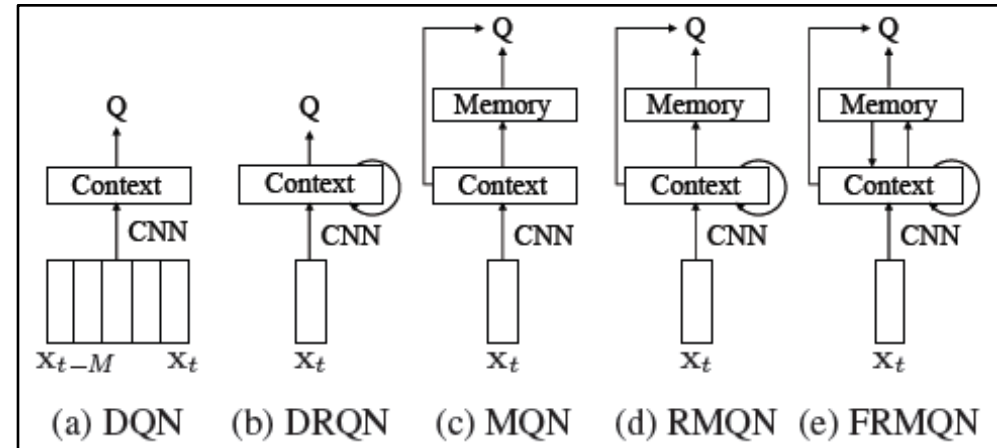 Q Q Q
Q Memory Memory Memory
Q
Context Context Context Context Context
CNN CNN CNN CNN CNN
x_{t-M} x_t x_t x_t x_t x_t
(a) DQN (b) DRQN (c) MQN (d) RMQN (e) FRMQN